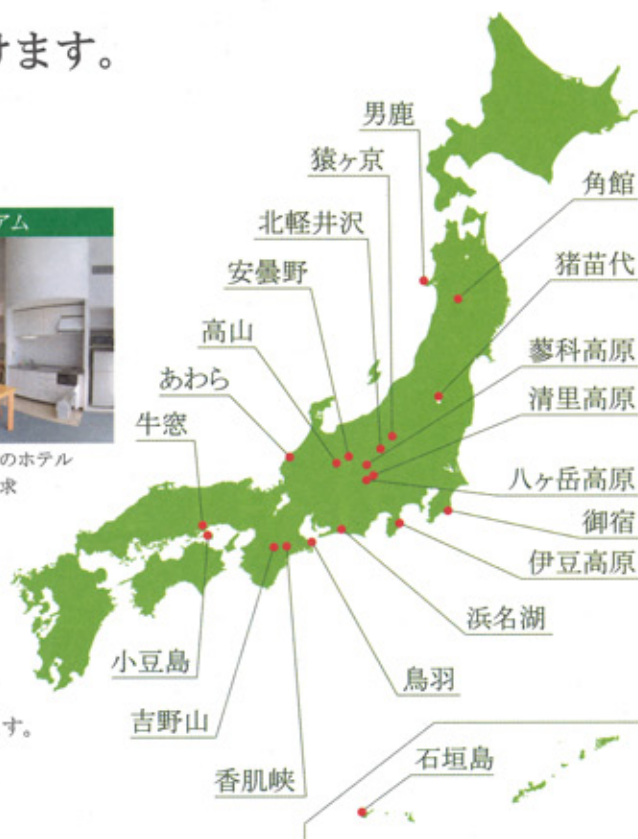 けます。
アム
のホテル
求
す。
男鹿
猿ヶ京
北軽井沢
安曇野
高山
あわら
牛窓
角館
猪苗代
蓼科高原
清里高原
八ヶ岳高原
御宿
伊豆高原
浜名湖
鳥羽
小豆島
吉野山
香肌峡
石垣島